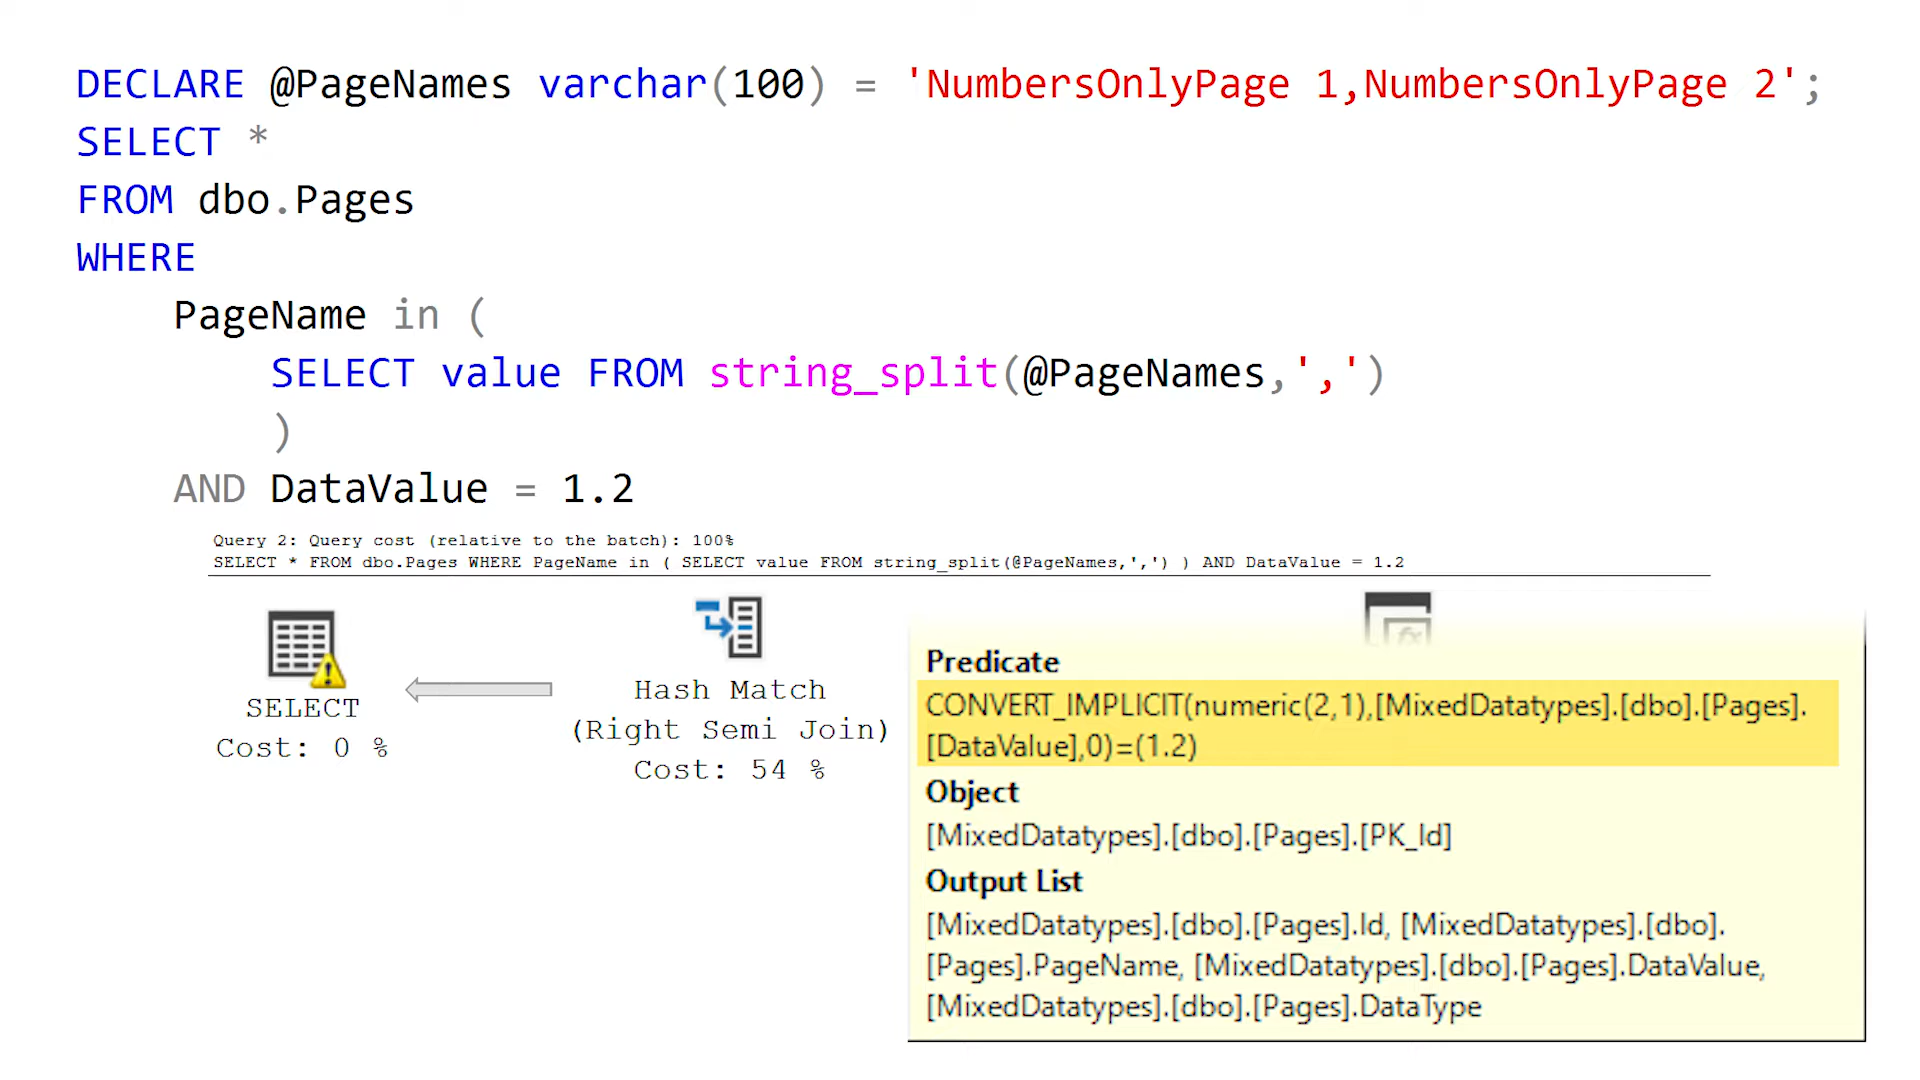 DECLARE @PageNames varchar(100) = 'NumbersOnlyPage 1,NumbersOnlyPage 2';
SELECT *
FROM dbo.Pages
WHERE
PageName in (
SELECT value FROM string_split(@PageNames,',')
)
AND DataValue = 1.2
Query 2: Query cost (relative to the batch): 100%
SELECT * FROM dbo.Pages WHERE PageName in ( SELECT value FROM string_split(@PageNames,',') ) AND DataValue = 1.2
SELECT
Cost: 0 %
Hash Match
(Right Semi Join)
Cost: 54 %
Predicate
CONVERT_IMPLICIT(numeric(2,1),[MixedDatatypes].[dbo].[Pages].
[DataValue],0)=(1.2)
Object
[MixedDatatypes].[dbo].[Pages].[PK_Id]
Output List
[MixedDatatypes].[dbo].[Pages].Id, [MixedDatatypes].[dbo].
[Pages].PageName, [MixedDatatypes].[dbo].[Pages].DataValue,
[MixedDatatypes].[dbo].[Pages].DataType